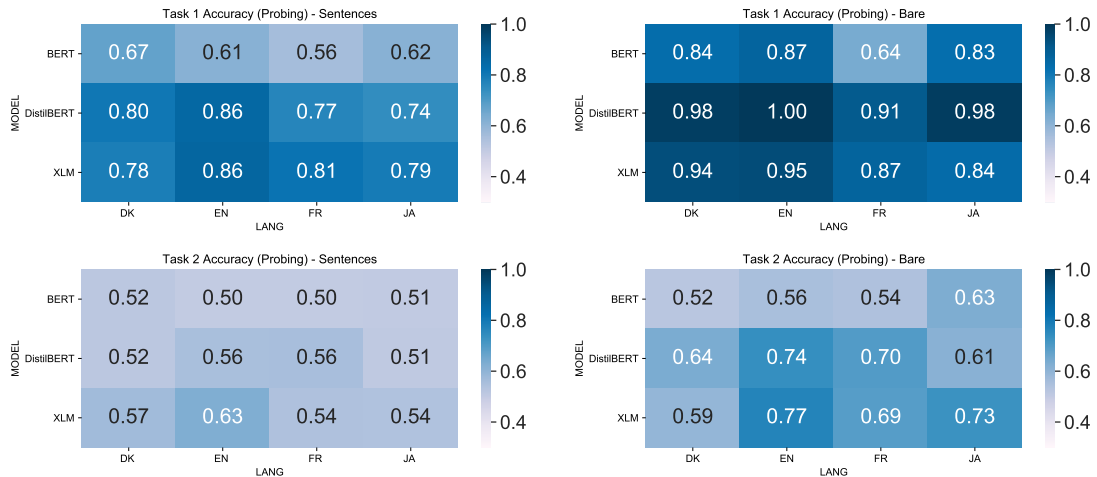 Task 1 Accuracy (Probing) - Sentences
MODEL
BERT 0.67 0.61 0.56 0.62
DistilBERT 0.80 0.86 0.77 0.74
XLM 0.78 0.86 0.81 0.79
DK EN FR JA
LANG
1.0
0.8
0.6
0.4
Task 1 Accuracy (Probing) - Bare
MODEL
BERT 0.84 0.87 0.64 0.83
DistilBERT 0.98 1.00 0.91 0.98
XLM 0.94 0.95 0.87 0.84
DK EN FR JA
LANG
1.0
0.8
0.6
0.4
Task 2 Accuracy (Probing) - Sentences
MODEL
BERT 0.52 0.50 0.50 0.51
DistilBERT 0.52 0.56 0.56 0.51
XLM 0.57 0.63 0.54 0.54
DK EN FR JA
LANG
1.0
0.8
0.6
0.4
Task 2 Accuracy (Probing) - Bare
MODEL
BERT 0.52 0.56 0.54 0.63
DistilBERT 0.64 0.74 0.70 0.61
XLM 0.59 0.77 0.69 0.73
DK EN FR JA
LANG
1.0
0.8
0.6
0.4